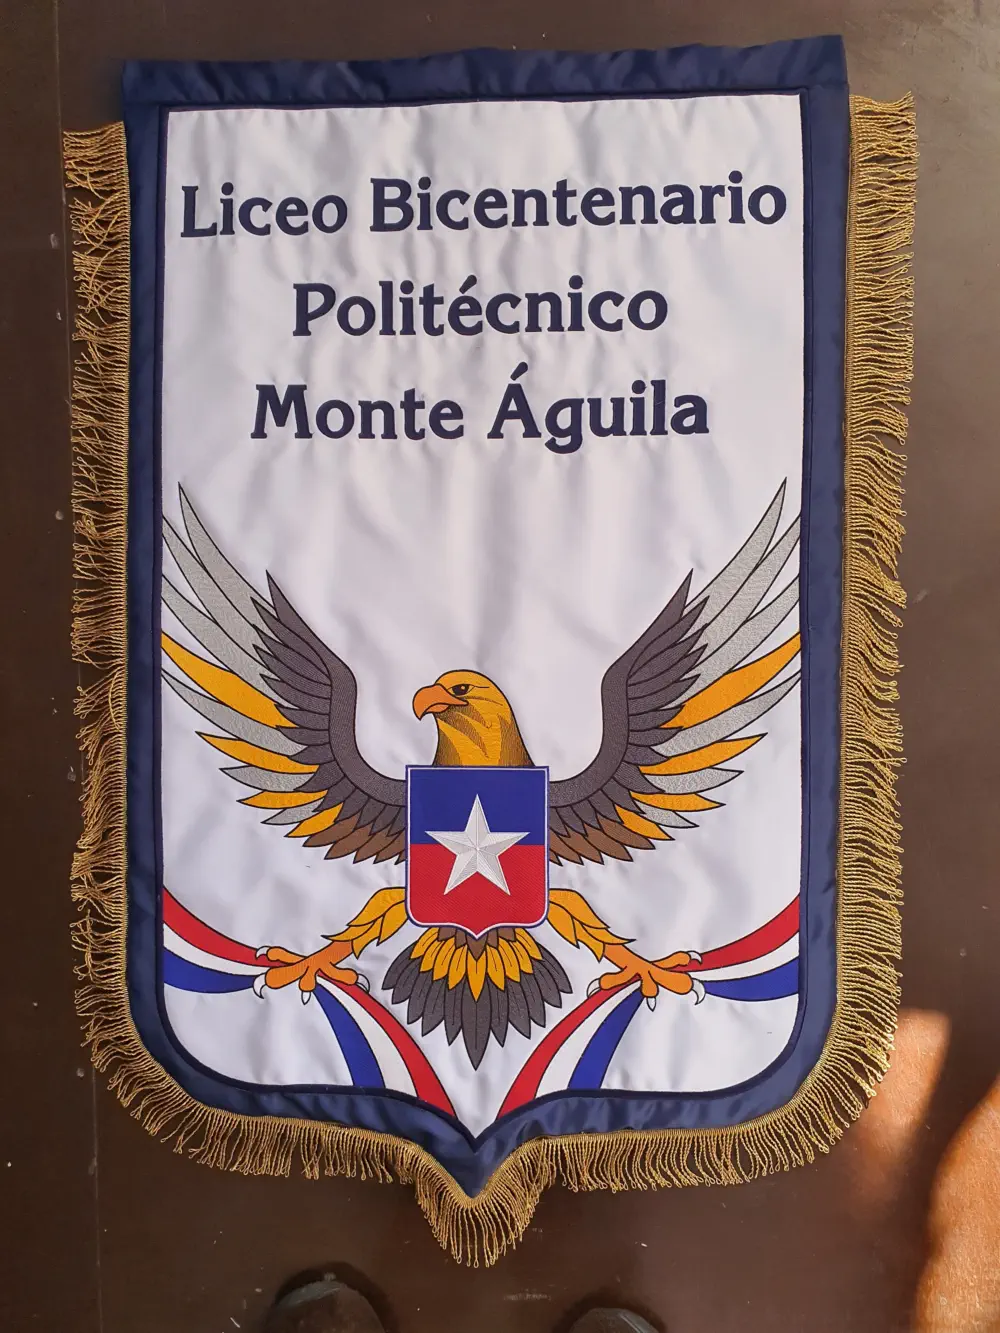 Liceo Bicentenario
Politécnico
Monte Águila